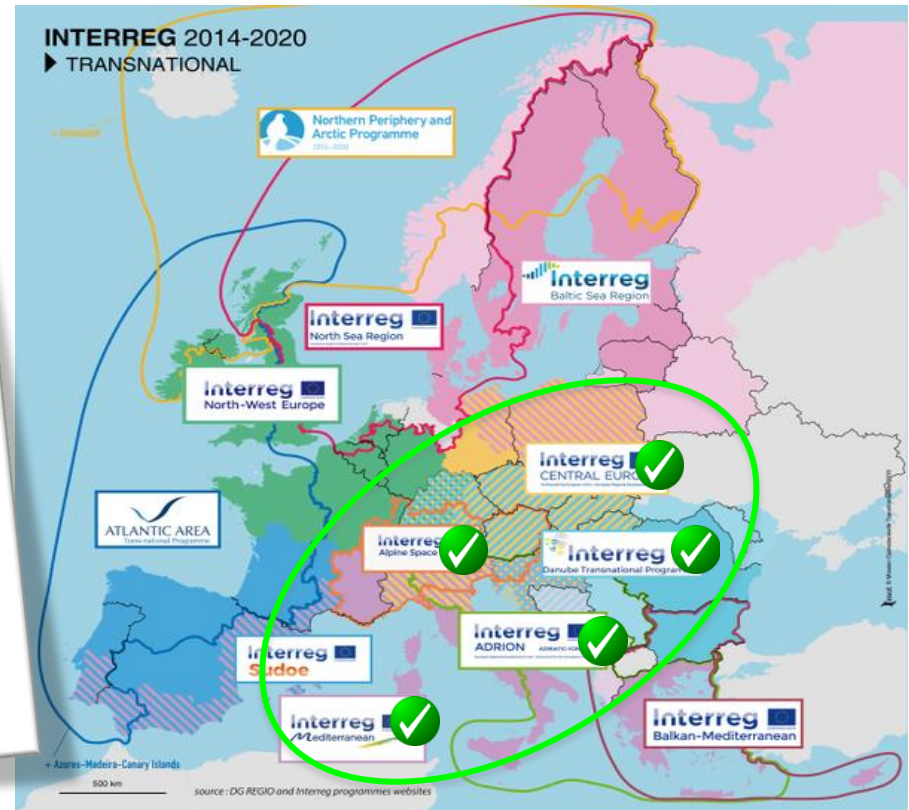 INTERREG 2014-2020
▶ TRANSNATIONAL
Northern Periphery and
Arctic Programme
2014-2020
Interreg
Baltic Sea Region
Interreg
North Sea Region
Interreg
North-West Europe
Interreg
CENTRAL EURO
ATLANTIC AREA
Transnational Programme
Interreg
Alpine Space
Interreg
Danube Transnational Program
Interreg
ADRION
Interreg
Sudoe
Interreg
Mediterranean
Interreg
Balkan-Mediterranean
+ Azores-Madeira-Canary Islands
500 km
source : DG REGIO and Interreg programmes websites